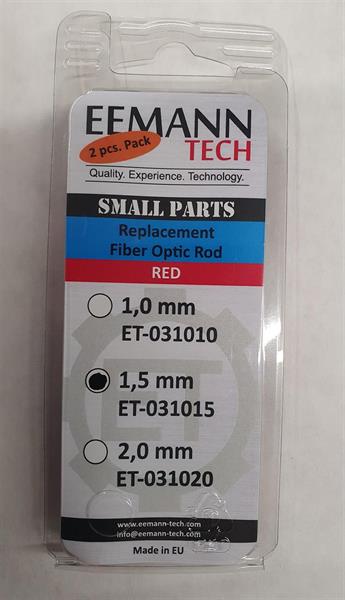 EEMANN
2 pcs. Pack
TECH
Quality. Experience. Technology.
SMALL PARTS
Replacement
Fiber Optic Rod
RED
1,0 mm
ET-031010
1,5 mm
ET-031015
2,0 mm
ET-031020
ET
www.eemann-tech.com
info@eemann-tech.com
Made in EU